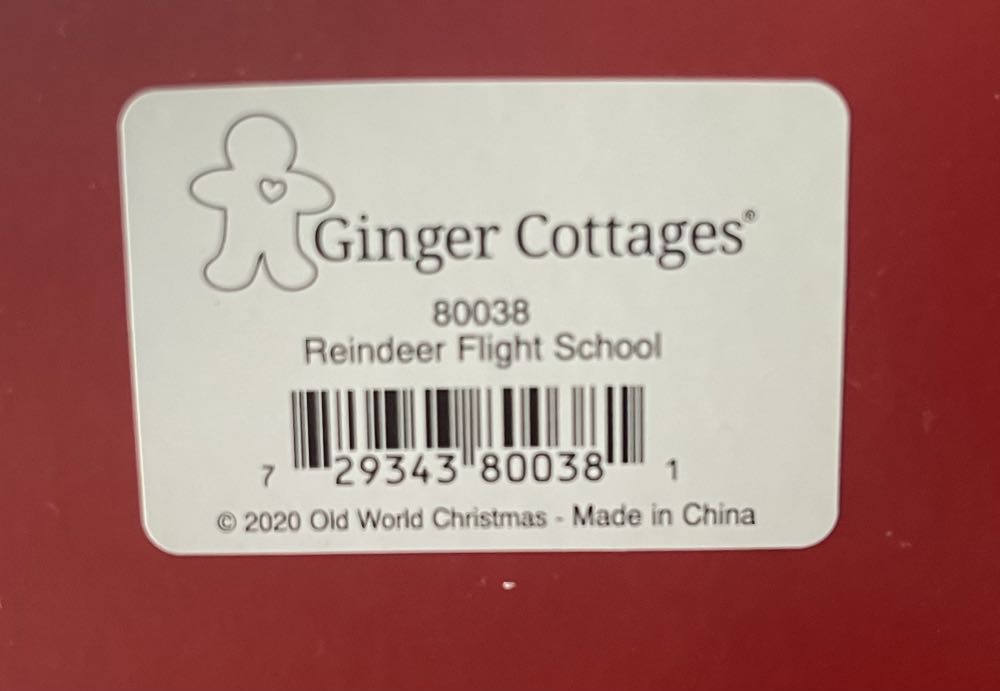 Ginger Cottages®
80038
Reindeer Flight School
7 29343 80038 1
© 2020 Old World Christmas - Made in China